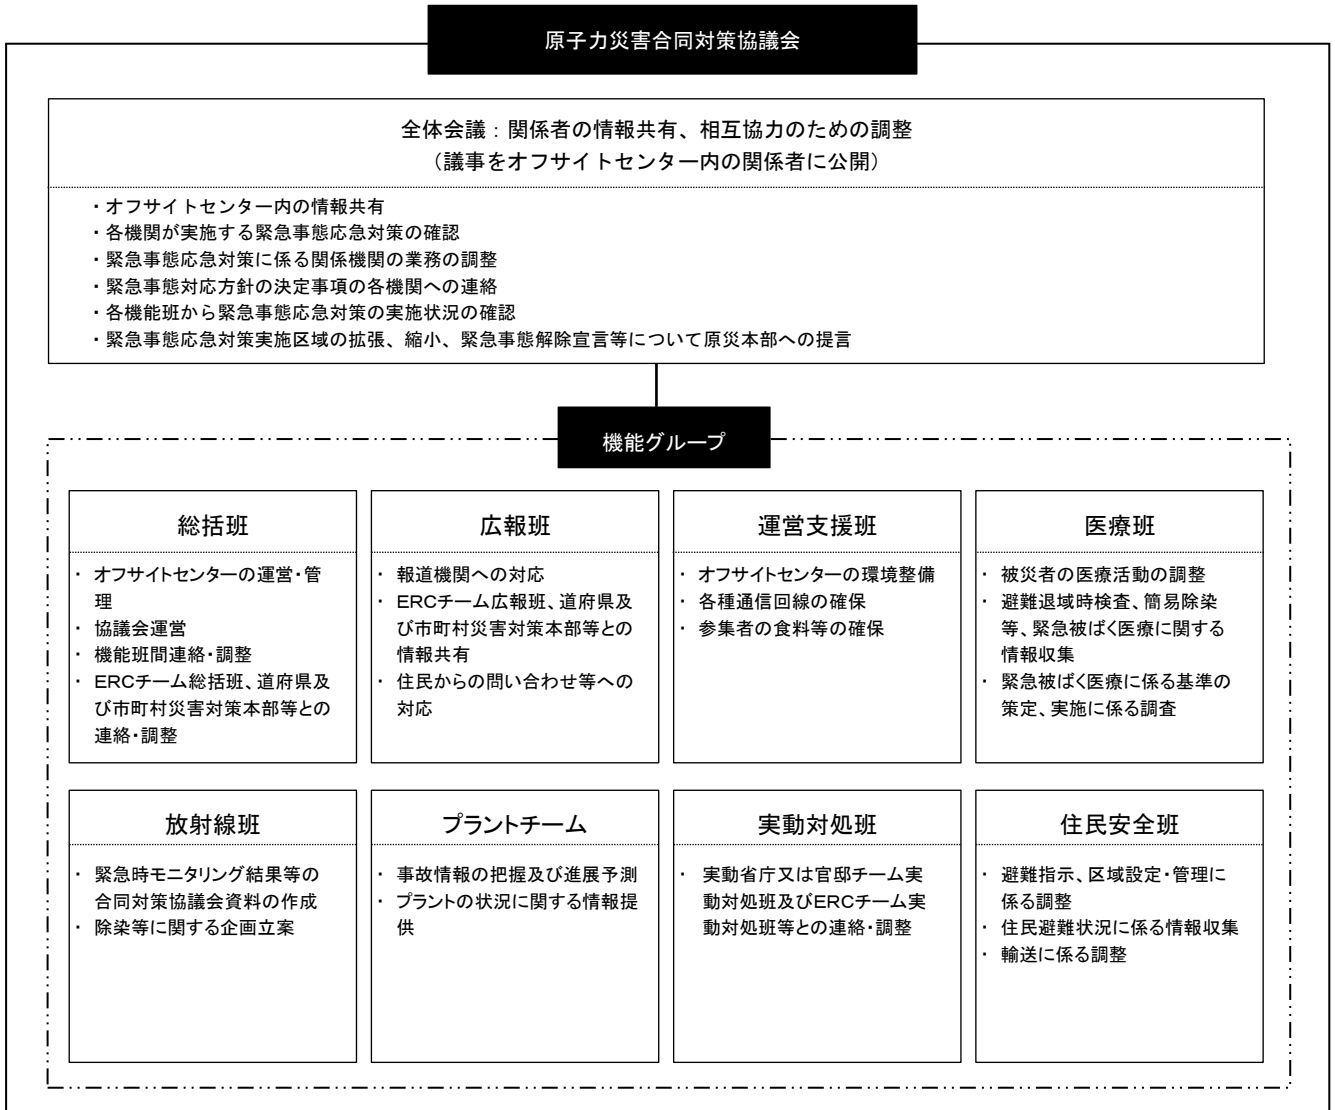 原子力災害合同対策協議会
全体会議：関係者の情報共有、相互協力のための調整
（議事をオフサイトセンター内の関係者に公開）
・オフサイトセンター内の情報共有
・各機関が実施する緊急事態応急対策の確認
・緊急事態応急対策に係る関係機関の業務の調整
・緊急事態対応方針の決定事項の各機関への連絡
・各機能班から緊急事態応急対策の実施状況の確認
・緊急事態応急対策実施区域の拡張、縮小、緊急事態解除宣言等について原災本部への提言
機能グループ
総括班
・ オフサイトセンターの運営・管
理
・ 協議会運営
・ 機能班間連絡・調整
・ ERCチーム総括班、道府県及
び市町村災害対策本部等との
連絡・調整
広報班
・ 報道機関への対応
・ ERCチーム広報班、道府県及
び市町村災害対策本部等との
情報共有
・ 住民からの問い合わせ等への
対応
運営支援班
・ オフサイトセンターの環境整備
・ 各種通信回線の確保
・ 参集者の食料等の確保
医療班
・ 被災者の医療活動の調整
・ 避難退域時検査、簡易除染
等、緊急被ばく医療に関する
情報収集
・ 緊急被ばく医療に係る基準の
策定、実施に係る調査
放射線班
・ 緊急時モニタリング結果等の
合同対策協議会資料の作成
・ 除染等に関する企画立案
プラントチーム
・ 事故情報の把握及び進展予測
・ プラントの状況に関する情報提
供
実動対処班
・ 実動省庁又は官邸チーム実
動対処班及びERCチーム実
動対処班等との連絡・調整
住民安全班
・ 避難指示、区域設定・管理に
係る調整
・ 住民避難状況に係る情報収集
・ 輸送に係る調整